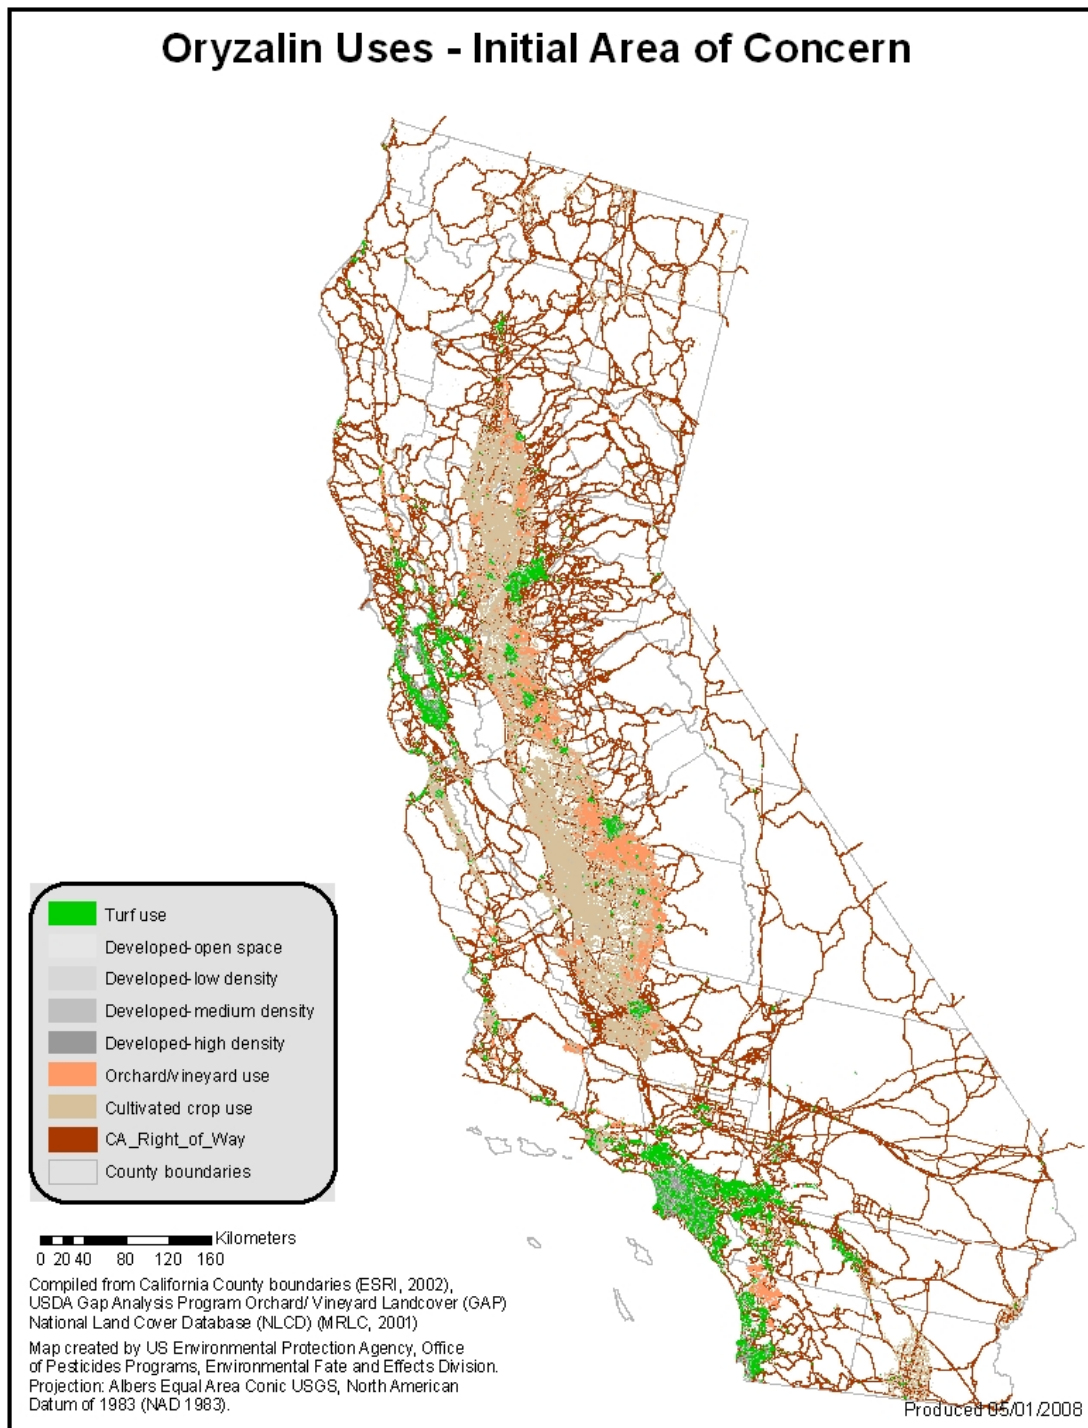 Oryzalin Uses - Initial Area of Concern
Turf use
Developed-open space
Developed-low density
Developed-medium density
Developed-high density
Orchard/vineyard use
Cultivated crop use
CA_Right_of_Way
County boundaries
Kilometers
0 20 40 80 120 160
Compiled from California County boundaries (ESRI, 2002),
USDA Gap Analysis Program Orchard/ Vineyard Landcover (GAP)
National Land Cover Database (NLCD) (MRLC, 2001)
Map created by US Environmental Protection Agency, Office
of Pesticides Programs, Environmental Fate and Effects Division.
Projection: Albers Equal Area Conic USGS, North American
Datum of 1983 (NAD 1983).
Produced 05/01/2008